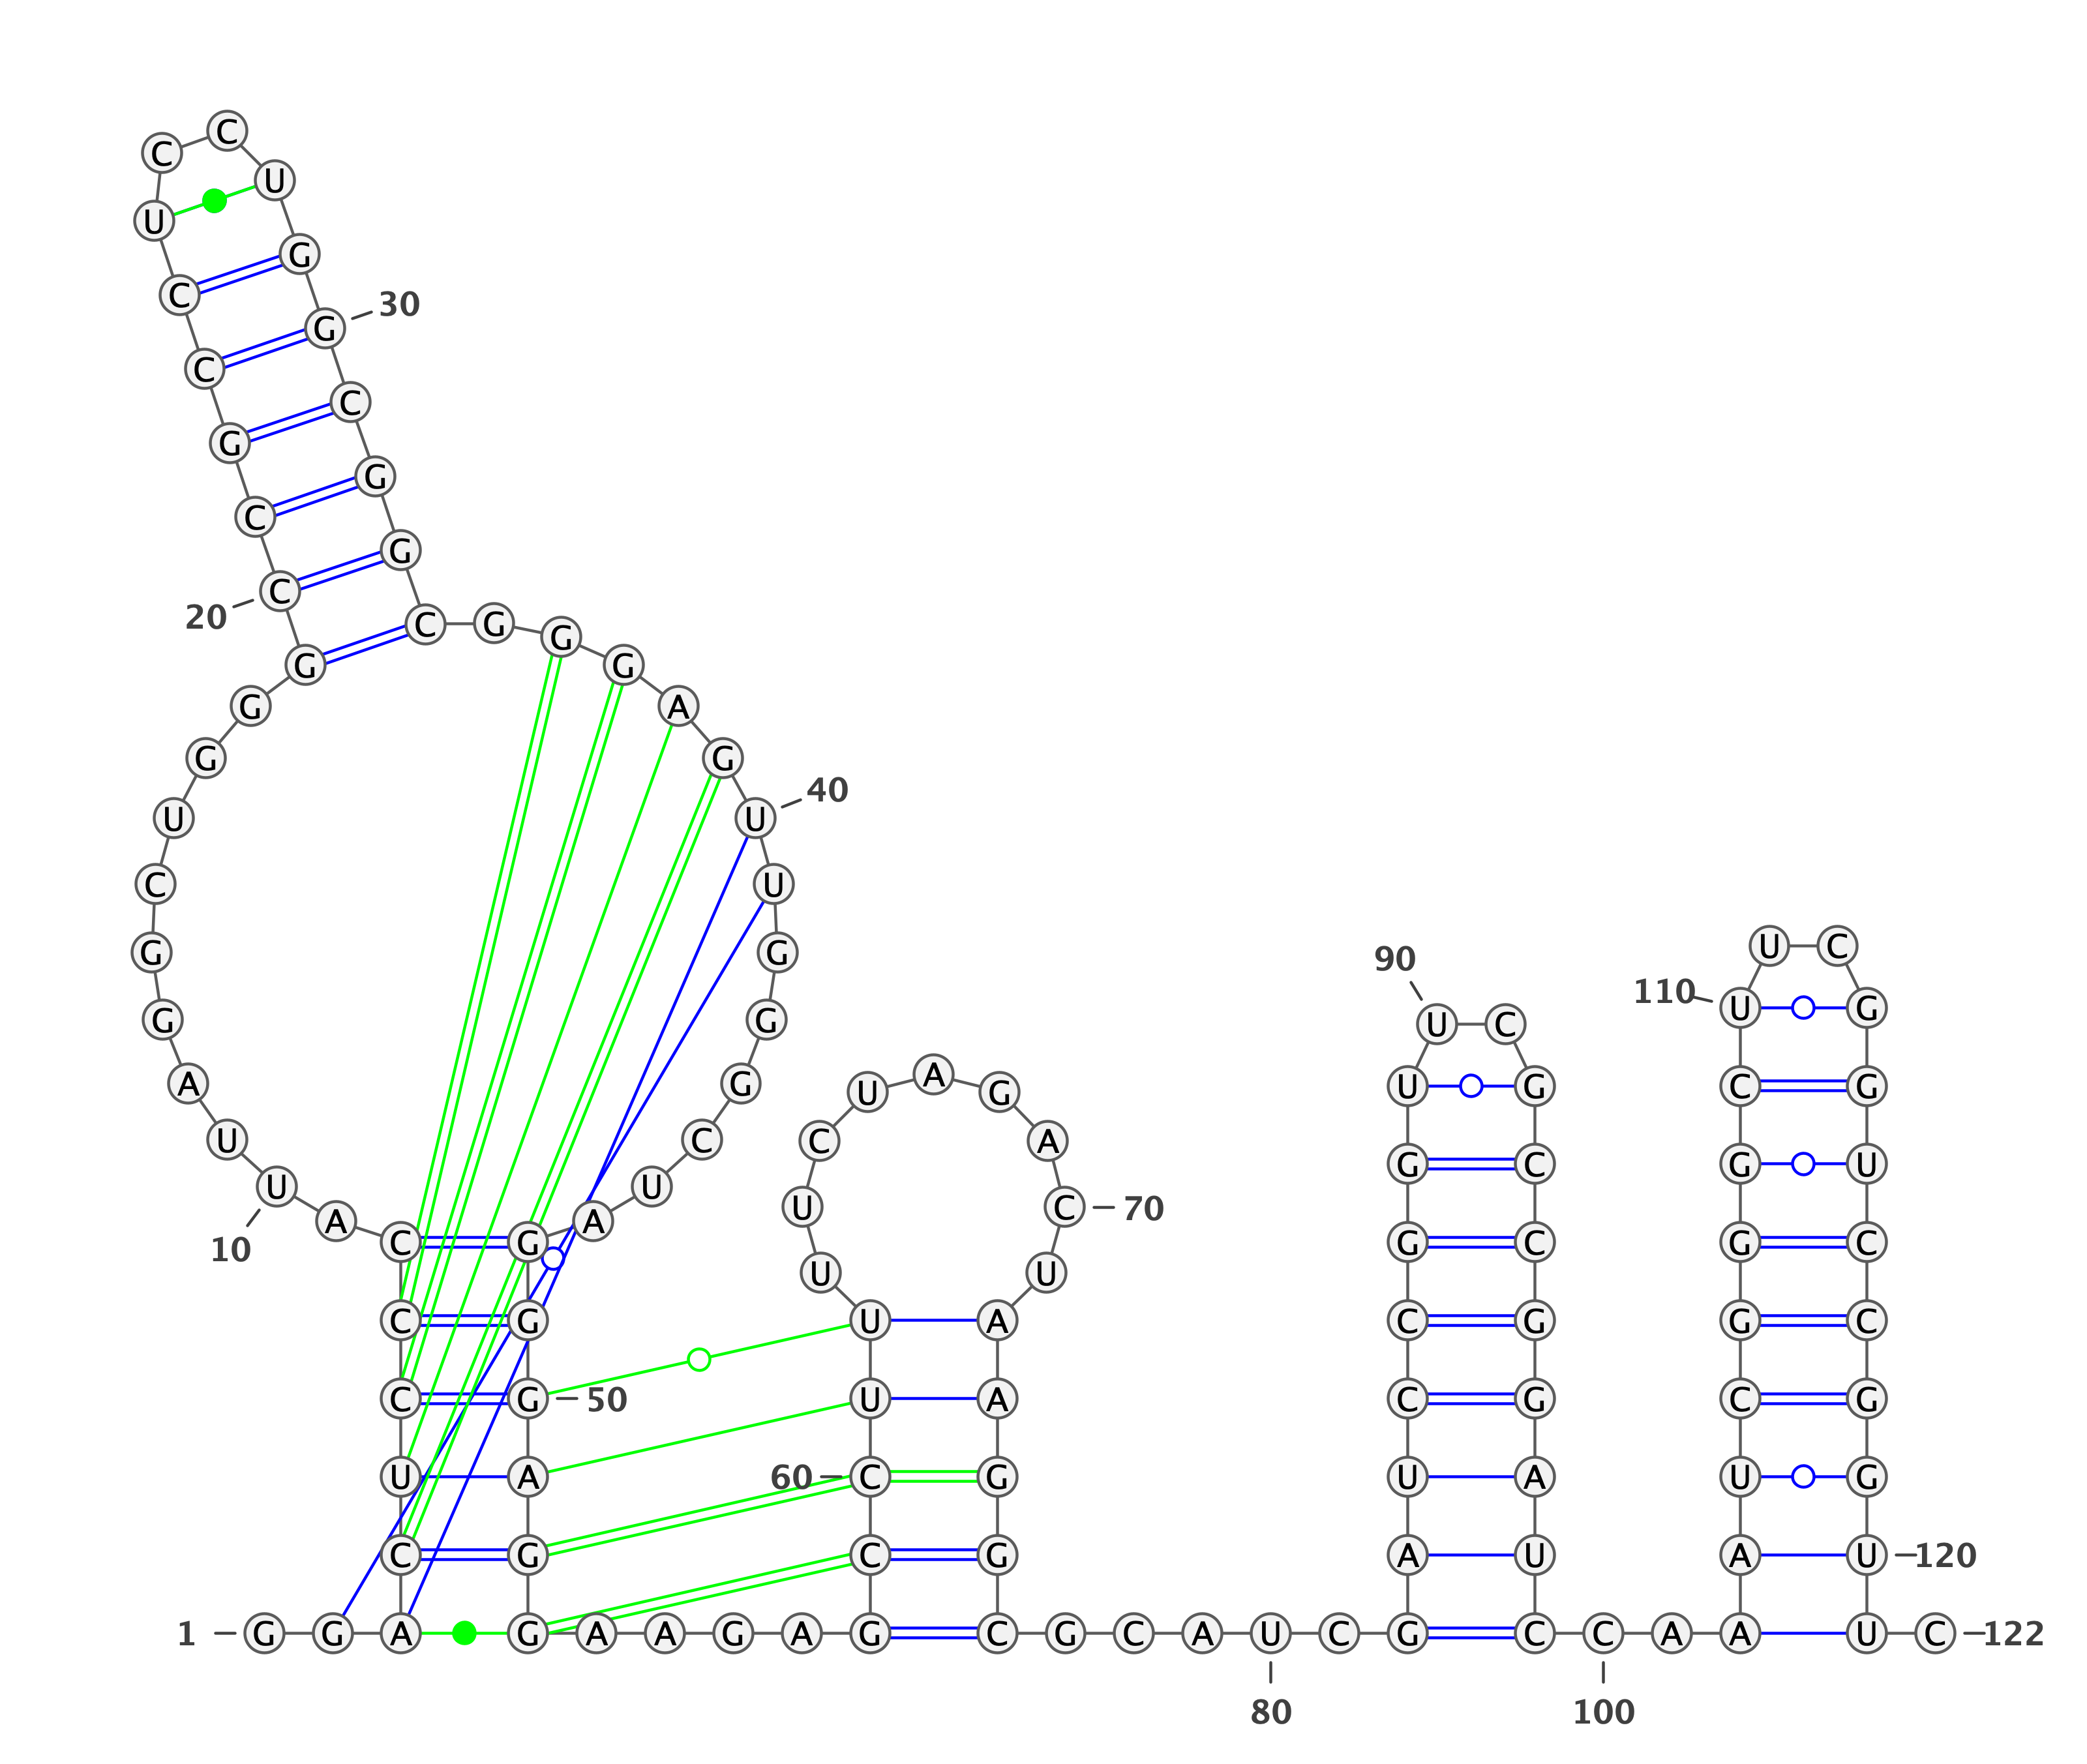 C
C
U
U
G
C 30
G
C
C
G
G
C
G
C
20 C G
G
G G
G A
G G
40
U U
C U
U C
G G
90
110 U G
G G U C
U A G
A G U G C G
U C A C
G C G U
U U
U C 70
A A
C G G C G C
10
U U
C G U A C G G C
C G 50 U A C G C G
U A 60 C G U A U G
C G C G A U A U 120
1 G G A G A A G A G C G C A U C G C C A A U C 122
80 100